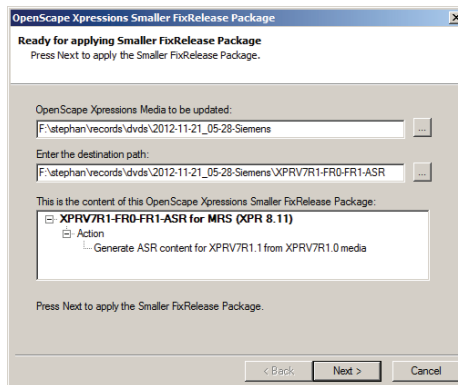 OpenScape Xpressions Smaller FixRelease Package
Ready for applying Smaller FixRelease Package
Press Next to apply the Smaller FixRelease Package.
OpenScape Xpressions Media to be updated:
F:\stephan\records\dvds\2012-11-21_05-28-Siemens
...
Enter the destination path:
F:\stephan\records\dvds\2012-11-21_05-28-Siemens\XPRV7R1-FR0-FR1-ASR
...
This is the content of this OpenScape Xpressions Smaller FixRelease Package:
XPRV7R1-FR0-FR1-ASR for MRS (XPR 8.11)
Action
Generate ASR content for XPRV7R1.1 from XPRV7R1.0 media
Press Next to apply the Smaller FixRelease Package.
< Back Next > Cancel